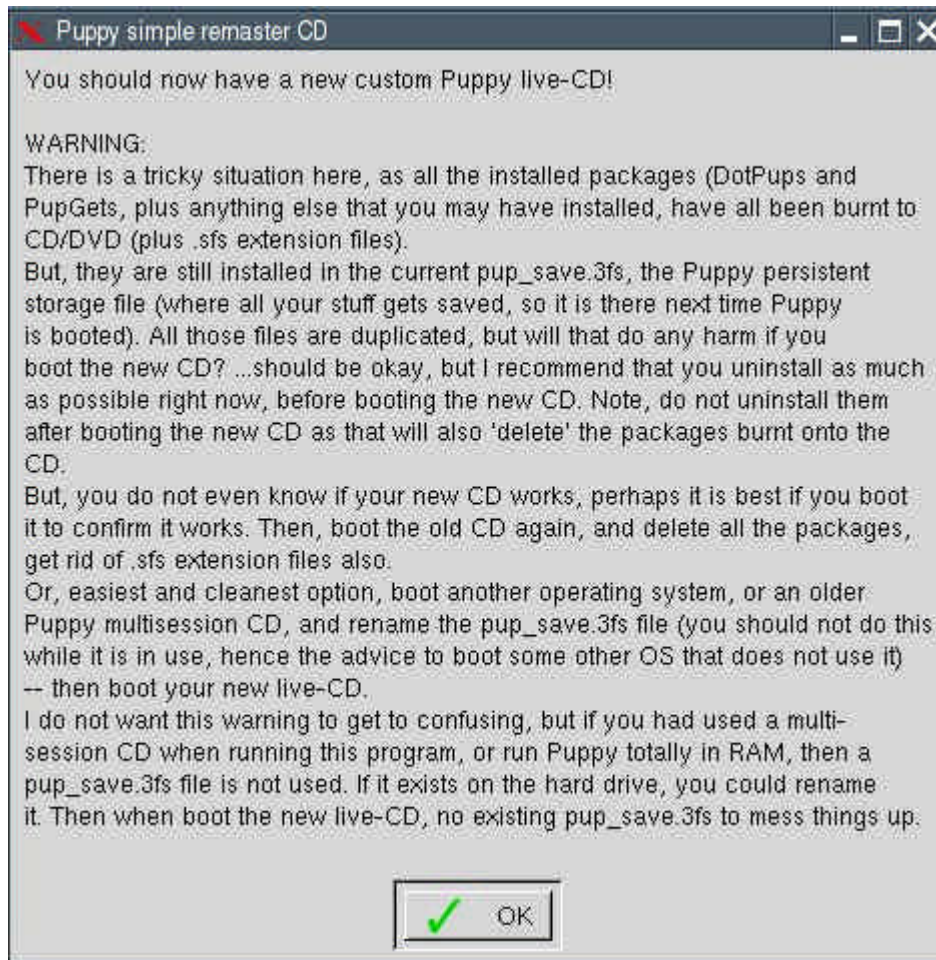 Puppy simple remaster CD
You should now have a new custom Puppy live-CD!
WARNING:
There is a tricky situation here, as all the installed packages (DotPups and
PupGets, plus anything else that you may have installed, have all been burnt to
CD/DVD (plus .sfs extension files).
But, they are still installed in the current pup_save.3fs, the Puppy persistent
storage file (where all your stuff gets saved, so it is there next time Puppy
is booted). All those files are duplicated, but will that do any harm if you
boot the new CD? ...should be okay, but I recommend that you uninstall as much
as possible right now, before booting the new CD. Note, do not uninstall them
after booting the new CD as that will also 'delete' the packages burnt onto the
CD.
But, you do not even know if your new CD works, perhaps it is best if you boot
it to confirm it works. Then, boot the old CD again, and delete all the packages,
get rid of .sfs extension files also.
Or, easiest and cleanest option, boot another operating system, or an older
Puppy multisession CD, and rename the pup_save.3fs file (you should not do this
while it is in use, hence the advice to boot some other OS that does not use it)
-- then boot your new live-CD.
I do not want this warning to get to confusing, but if you had used a multi-
session CD when running this program, or run Puppy totally in RAM, then a
pup_save.3fs file is not used. If it exists on the hard drive, you could rename
it. Then when boot the new live-CD, no existing pup_save.3fs to mess things up.
OK